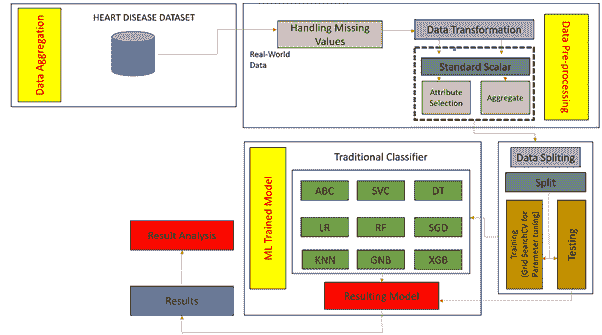 HEART DISEASE DATASET
Data Aggregation
Real-World
Data
Handling Missing
Values
Data Transformation
Standard Scalar
Attribute
Selection
Aggregate
Data Pre-processing
Data Spliting
Split
Training
(Grid SearchCV for
Parameter tuning)
Testing
Traditional Classifier
ML Trained Model
ABC
SVC
DT
LR
RF
SGD
KNN
GNB
XGB
Resulting Model
Result Analysis
Results